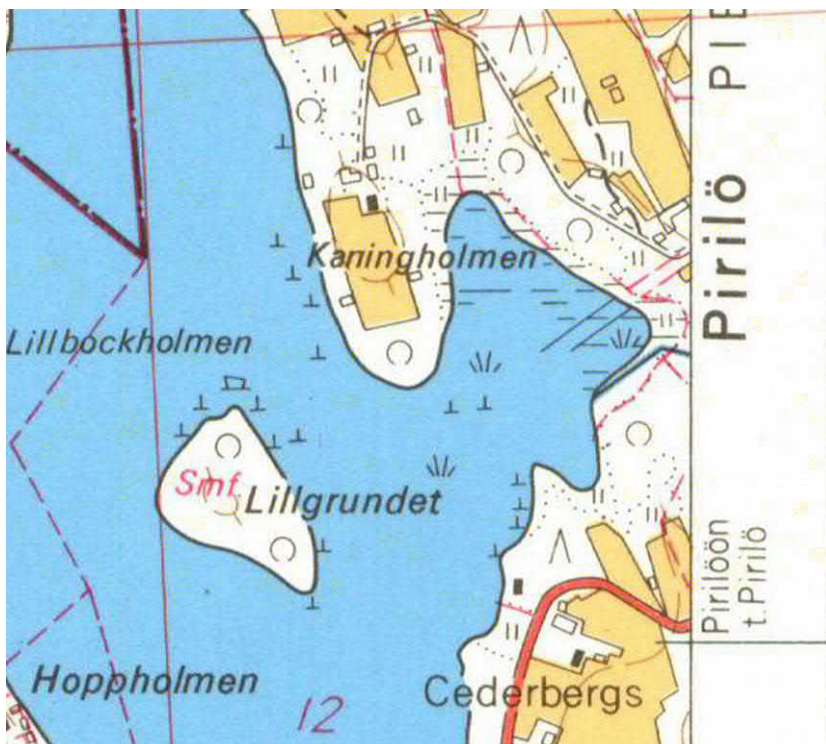 PIE
Pirilö
Kaningholmen
Lillbockholmen
Smf
Lillgrundet
Pirilöön
t.Pirilö
Hoppholmen
Cederbergs
12